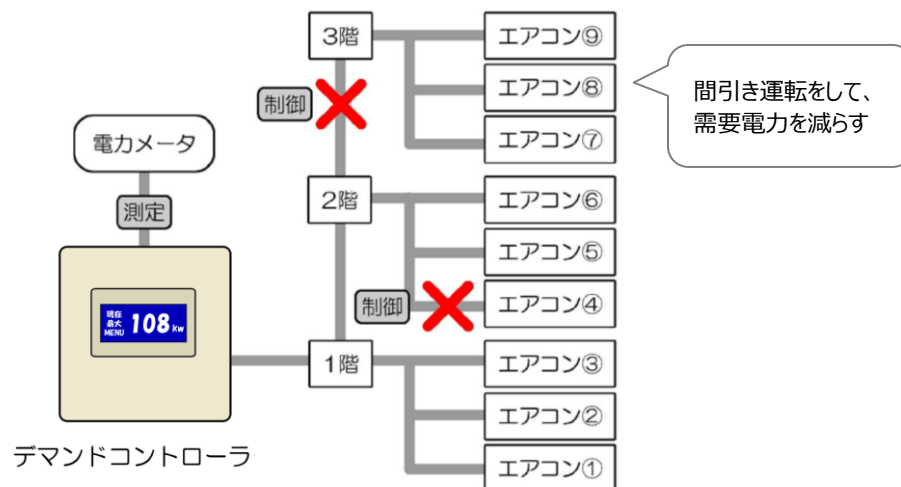 3階
エアコン⑨
エアコン⑧
エアコン⑦
間引き運転をして、
需要電力を減らす
制御
電力メータ
測定
2階
エアコン⑥
エアコン⑤
エアコン④
制御
現在
最大
MENU
108kw
1階
エアコン③
エアコン②
エアコン①
デマンドコントローラ